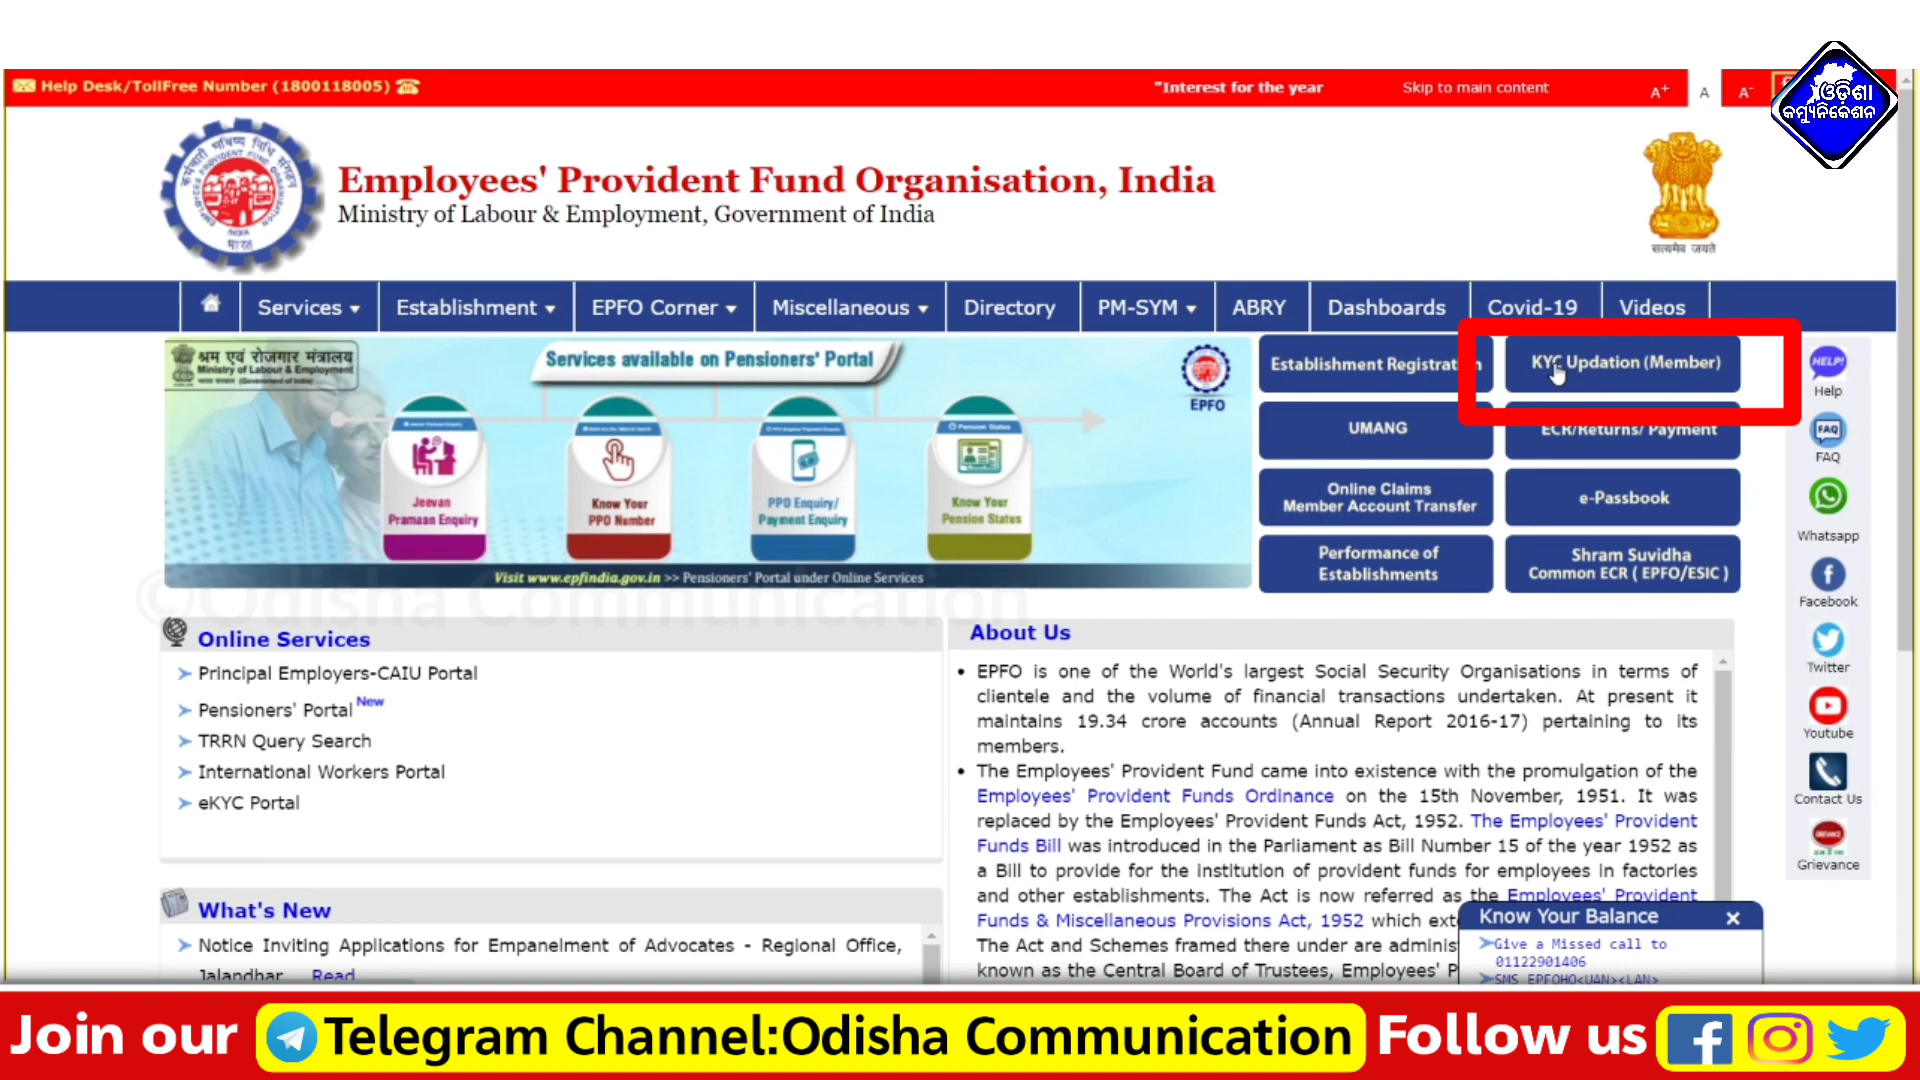 Help Desk/TollFree Number (1800118005)
"Interest for the year
Skip to main content
A+
A
A-
ଓଡ଼ିଶା
କମ୍ୟୁନିକେଶନ
Employees' Provident Fund Organisation, India
Ministry of Labour & Employment, Government of India
सत्यमेव जयते
Services
Establishment
EPFO Corner
Miscellaneous
Directory
PM-SYM
ABRY
Dashboards
Covid-19
Videos
श्रम एवं रोजगार मंत्रालय
Ministry of Labour & Employment
Services available on Pensioners' Portal
EPFO
Jeevan
Pramaan Enquiry
Know Your
PPO Number
PPO Enquiry/
Payment Enquiry
Know Your
Pension Status
Visit www.epfindia.gov.in >> Pensioners' Portal under Online Services
KYC Updation (Member)
UMANG
ECR/Returns/ Payment
Online Claims
Member Account Transfer
e-Passbook
Performance of
Establishments
Shram Suvidha
Common ECR ( EPFO/ESIC )
HELP!
Help
FAQ
FAQ
Whatsapp
Facebook
Twitter
Youtube
Contact Us
Grievance
©Odisha Communication
Online Services
Principal Employers-CAIU Portal
Pensioners' Portal New
TRRN Query Search
International Workers Portal
eKYC Portal
What's New
Notice Inviting Applications for Empanelment of Advocates - Regional Office,
Jalandhar Read
About Us
EPFO is one of the World's largest Social Security Organisations in terms of
clientele and the volume of financial transactions undertaken. At present it
maintains 19.34 crore accounts (Annual Report 2016-17) pertaining to its
members.
The Employees' Provident Fund came into existence with the promulgation of the
Employees' Provident Funds Ordinance on the 15th November, 1951. It was
replaced by the Employees' Provident Funds Act, 1952. The Employees' Provident
Funds Bill was introduced in the Parliament as Bill Number 15 of the year 1952 as
a Bill to provide for the institution of provident funds for employees in factories
and other establishments. The Act is now referred as the Employees' Provident
Funds & Miscellaneous Provisions Act, 1952 which
The Act and Schemes framed there under are
known as the Central Board of Trustees, Employees'
Know Your Balance
Give a Missed call to
01122901406
SMS EPFOHO<UAN><LAN>
Join our Telegram Channel:Odisha Communication Follow us